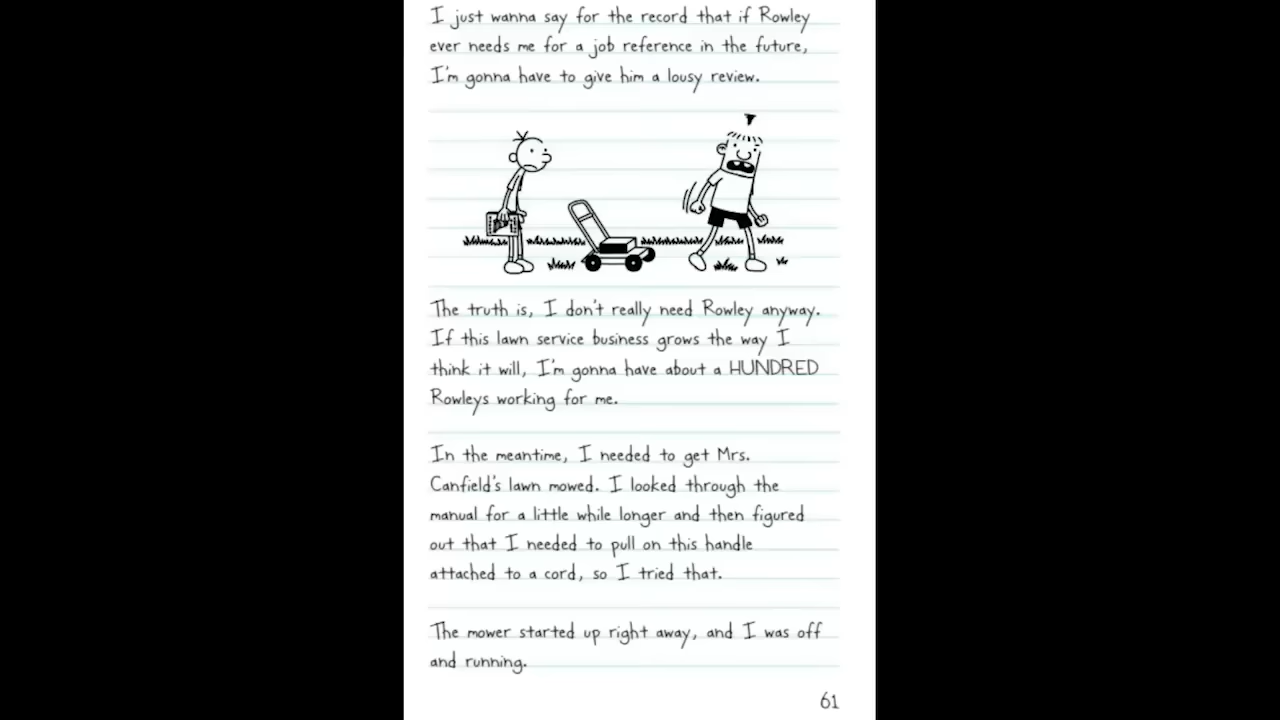 I just wanna say for the record that if Rowley
ever needs me for a job reference in the future,
I'm gonna have to give him a lousy review.
The truth is, I don't really need Rowley anyway.
If this lawn service business grows the way I
think it will, I'm gonna have about a HUNDRED
Rowleys working for me.
In the meantime, I needed to get Mrs.
Canfield's lawn mowed. I looked through the
manual for a little while longer and then figured
out that I needed to pull on this handle
attached to a cord, so I tried that.
The mower started up right away, and I was off
and running.
61